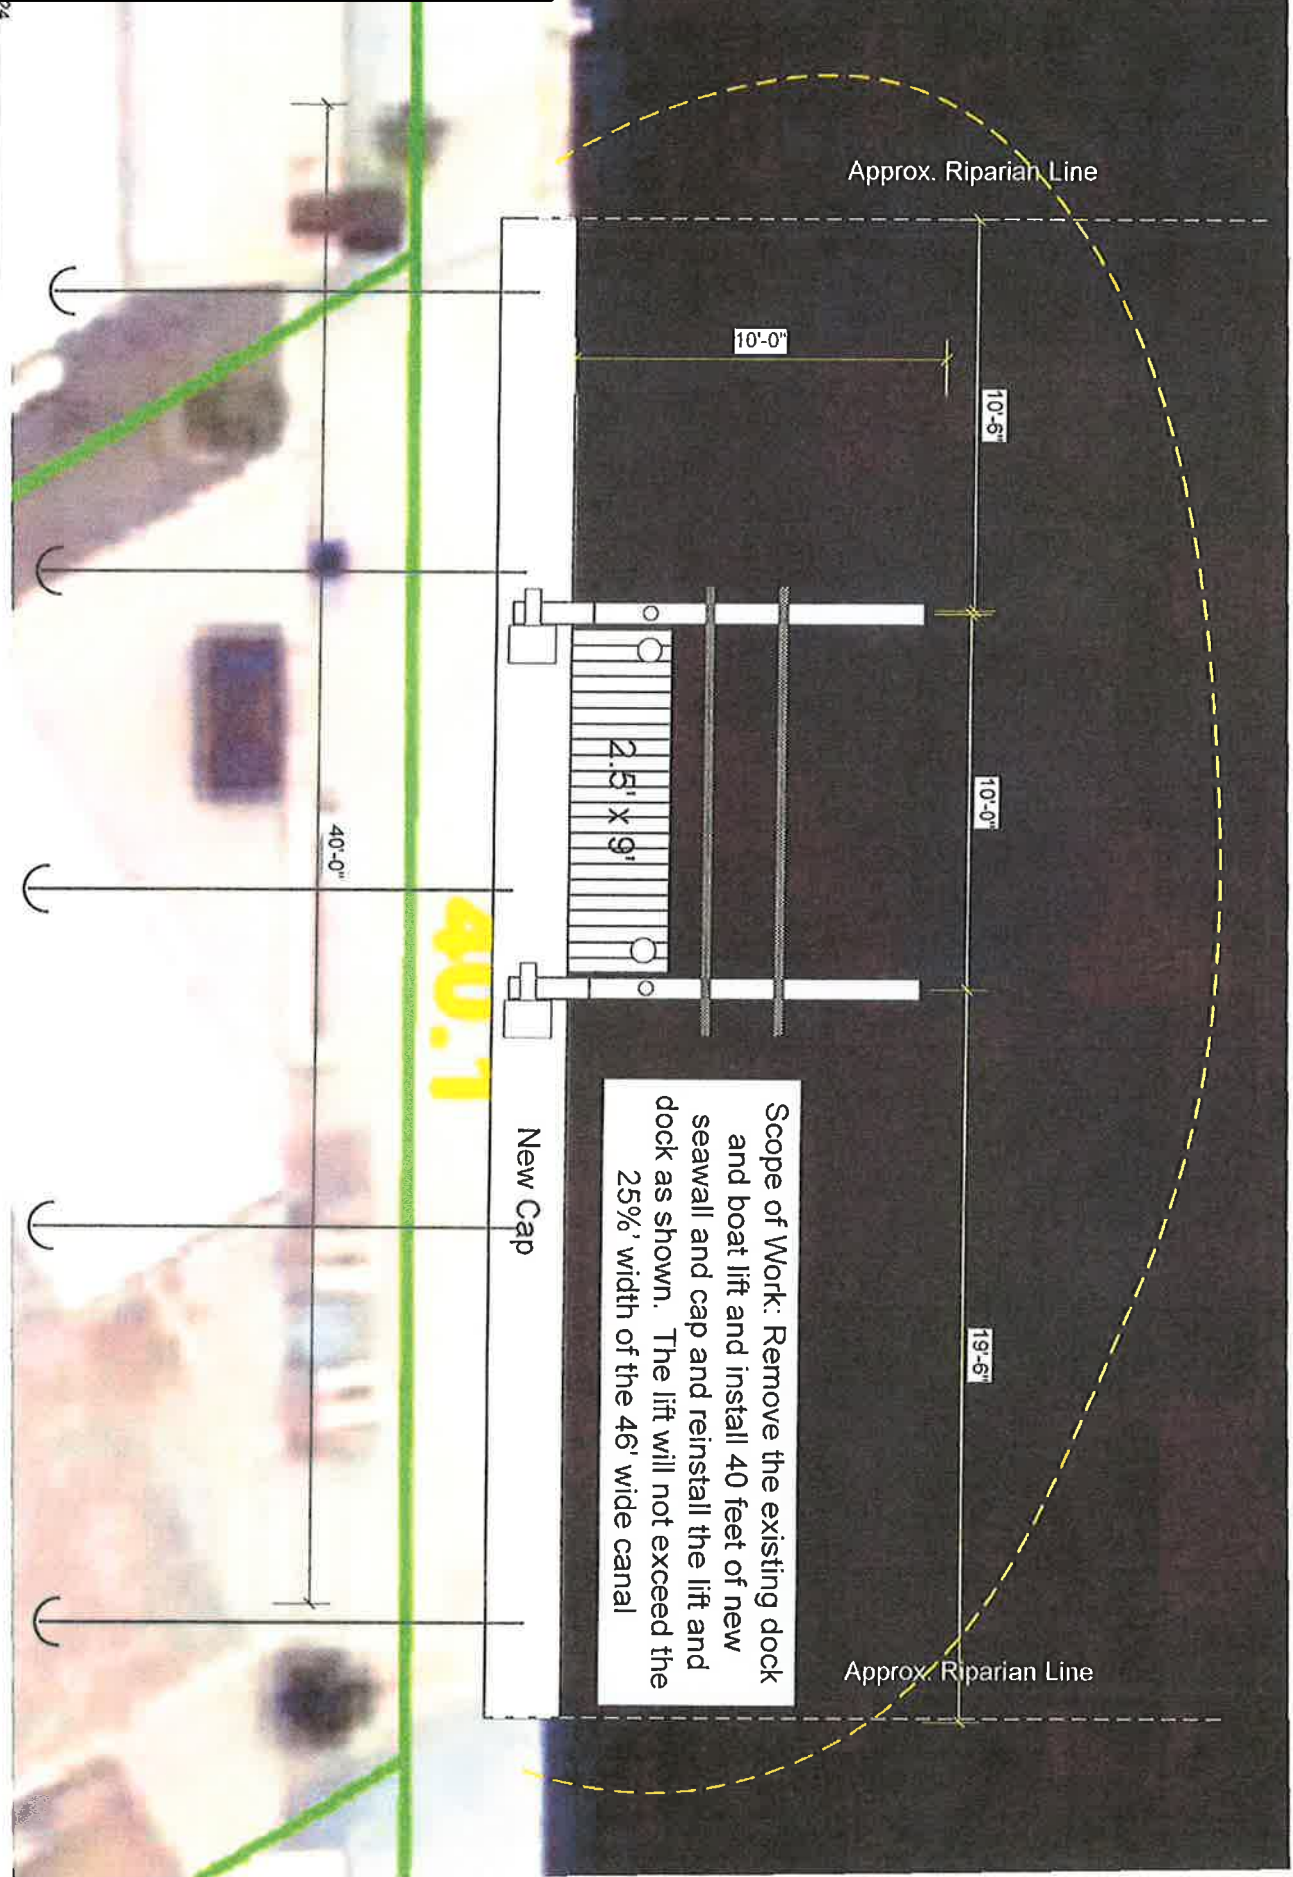 24
Approx. Riparian Line
10'-0"
10'-6"
2.5' x 9'
10'-0"
40'-0"
40.1
New Cap
Scope of Work: Remove the existing dock
and boat lift and install 40 feet of new
seawall and cap and reinstall the lift and
dock as shown. The lift will not exceed the
25%' width of the 46' wide canal
19'-6"
Approx. Riparian Line